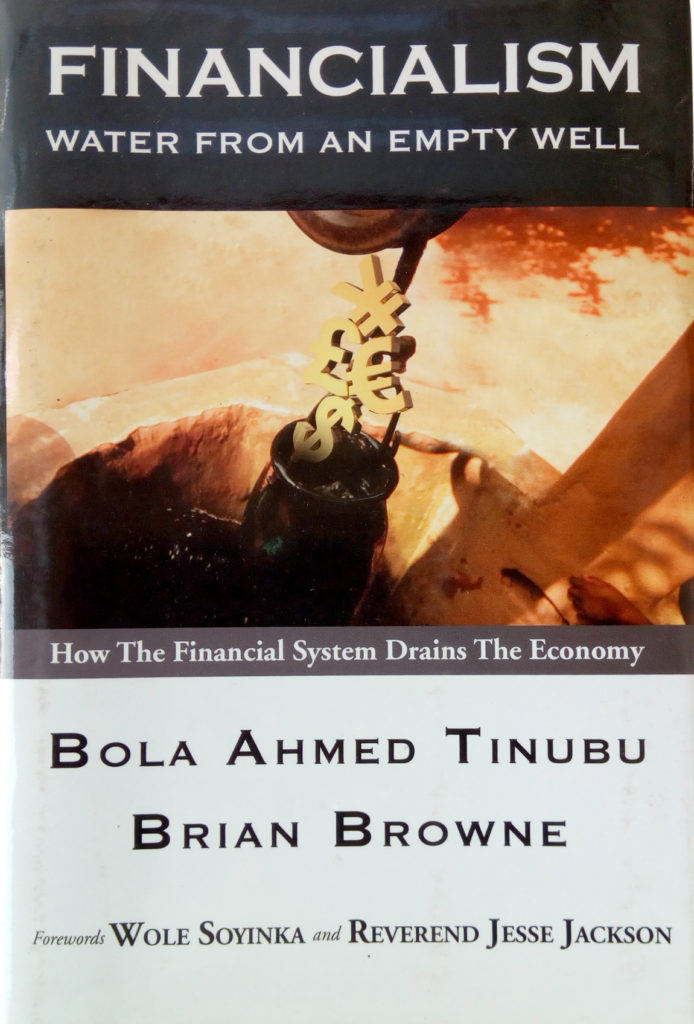 FINANCIALISM
WATER FROM AN EMPTY WELL
¥
£€
$
How The Financial System Drains The Economy
BOLA AHMED TINUBU
BRIAN BROWNE
Forewords WOLE SOYINKA and REVEREND JESSE JACKSON